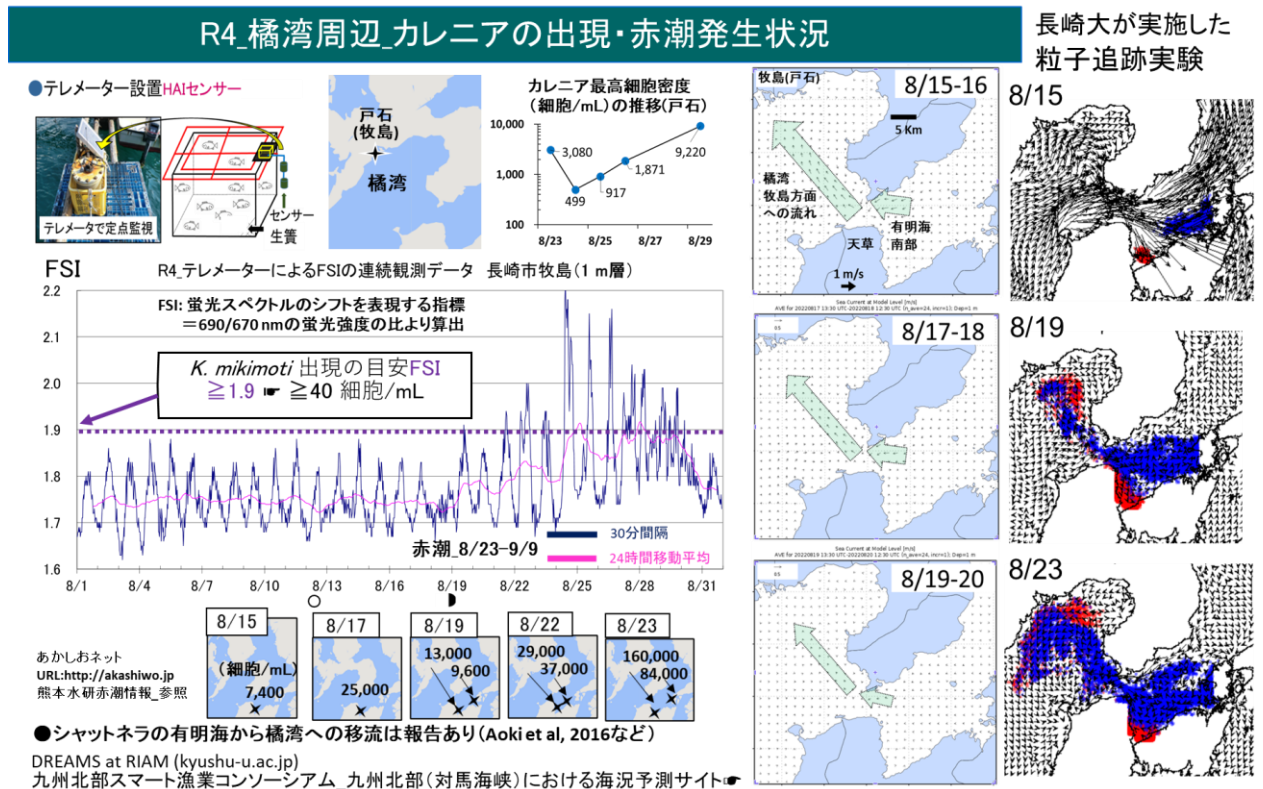 R4_橘湾周辺_カレニアの出現・赤潮発生状況
長崎大が実施した
粒子追跡実験
●テレメーター設置HAIセンサー
テレメータで定点監視
センサー
生簀
戸石
(牧島)
橘湾
カレニア最高細胞密度
(細胞/mL)の推移(戸石)
10,000
1,000
100
3,080
499
917
1,871
9,220
8/23
8/25
8/27
8/29
FSI
R4_テレメーターによるFSIの連続観測データ 長崎市牧島(1 m層)
FSI: 蛍光スペクトルのシフトを表現する指標
=690/670 nmの蛍光強度の比より算出
K. mikimoti 出現の目安FSI
≧1.9 ☛ ≧40 細胞/mL
2.2
2.1
2.0
1.9
1.8
1.7
1.6
赤潮_8/23-9/9
30分間隔
24時間移動平均
8/1
8/4
8/7
8/10
8/13
8/16
8/19
8/22
8/25
8/28
8/31
あかしおネット
URL:http://akashiwo.jp
熊本水研赤潮情報_参照
8/15
(細胞/mL)
7,400
8/17
25,000
8/19
13,000
9,600
8/22
29,000
37,000
8/23
160,000
84,000
●シャットネラの有明海から橘湾への移流は報告あり(Aoki et al, 2016など)
DREAMS at RIAM (kyushu-u.ac.jp)
九州北部スマート漁業コンソーシアム_九州北部(対馬海峡)における海況予測サイト☛
牧島(戸石)
8/15-16
5 Km
橘湾
牧島方面
への流れ
有明海
南部
天草
1 m/s
Sea Current at Model Level [m/s]
8/17-18
Sea Current at Model Level [m/s]
8/19-20
8/15
8/19
8/23